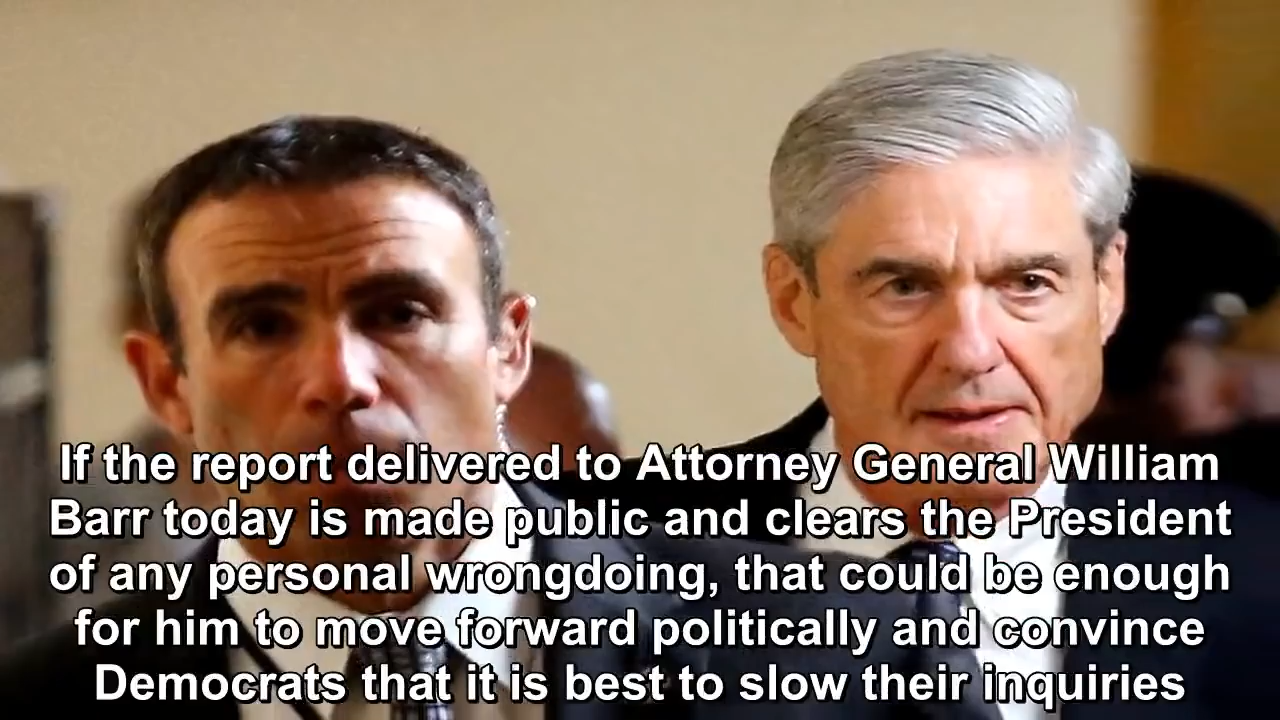 If the report delivered to Attorney General William
Barr today is made public and clears the President
of any personal wrongdoing, that could be enough
for him to move forward politically and convince
Democrats that it is best to slow their inquiries